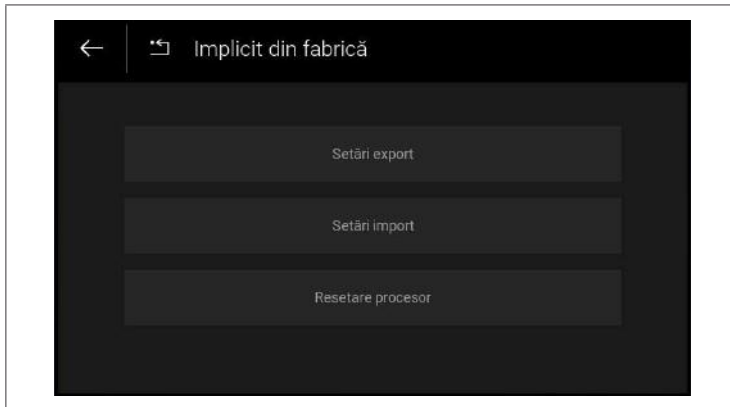 Implicit din fabrică
Setări export
Setări import
Resetare procesor